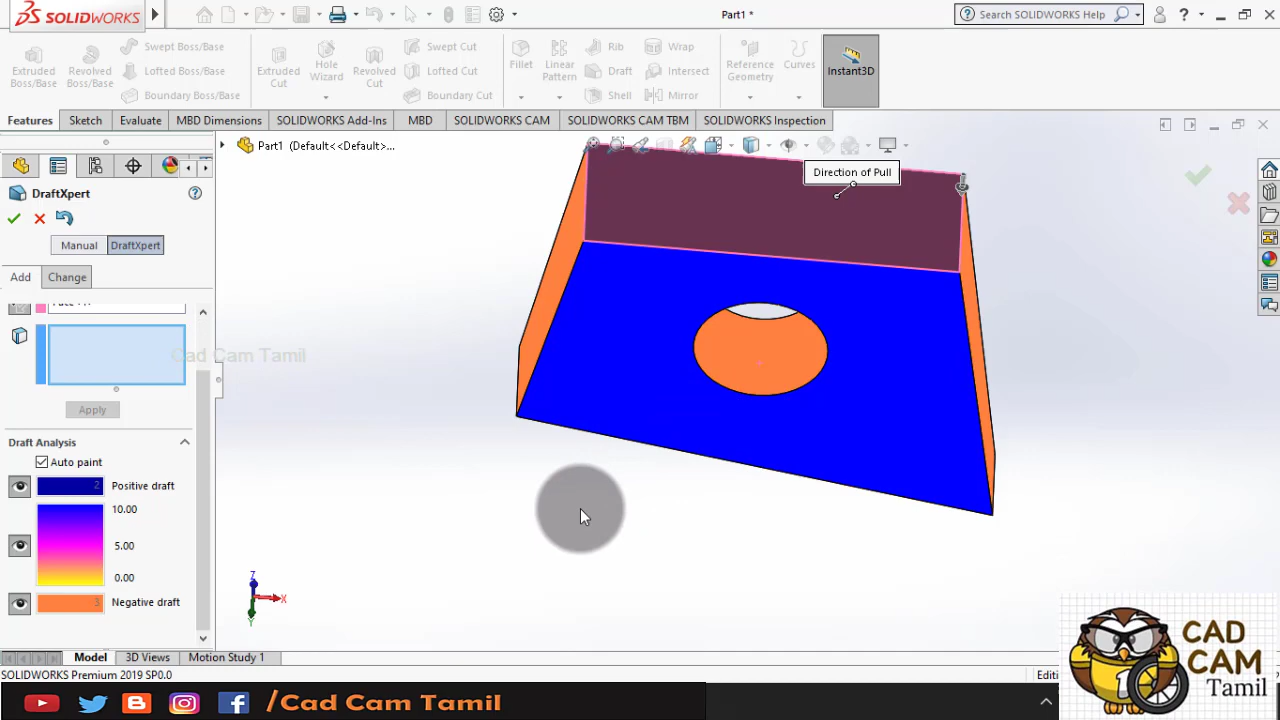 SOLIDWORKS
Part1 *
Search SOLIDWORKS Help
Extruded Boss/Base
Revolved Boss/Base
Swept Boss/Base
Lofted Boss/Base
Boundary Boss/Base
Extruded Cut
Hole Wizard
Revolved Cut
Swept Cut
Lofted Cut
Boundary Cut
Fillet
Linear Pattern
Rib
Draft
Shell
Wrap
Intersect
Mirror
Reference Geometry
Curves
Instant3D
Features
Sketch
Evaluate
MBD Dimensions
SOLIDWORKS Add-Ins
MBD
SOLIDWORKS CAM
SOLIDWORKS CAM TBM
SOLIDWORKS Inspection
Part1 (Default<<Default>...
Direction of Pull
DraftXpert
Manual
DraftXpert
Add
Change
Cad Cam Tamil
Apply
Draft Analysis
Auto paint
2
Positive draft
10.00
5.00
0.00
3
Negative draft
Z
X
Y
Model
3D Views
Motion Study 1
SOLIDWORKS Premium 2019 SP0.0
Editi
/Cad Cam Tamil
CAD
CAM
Tamil